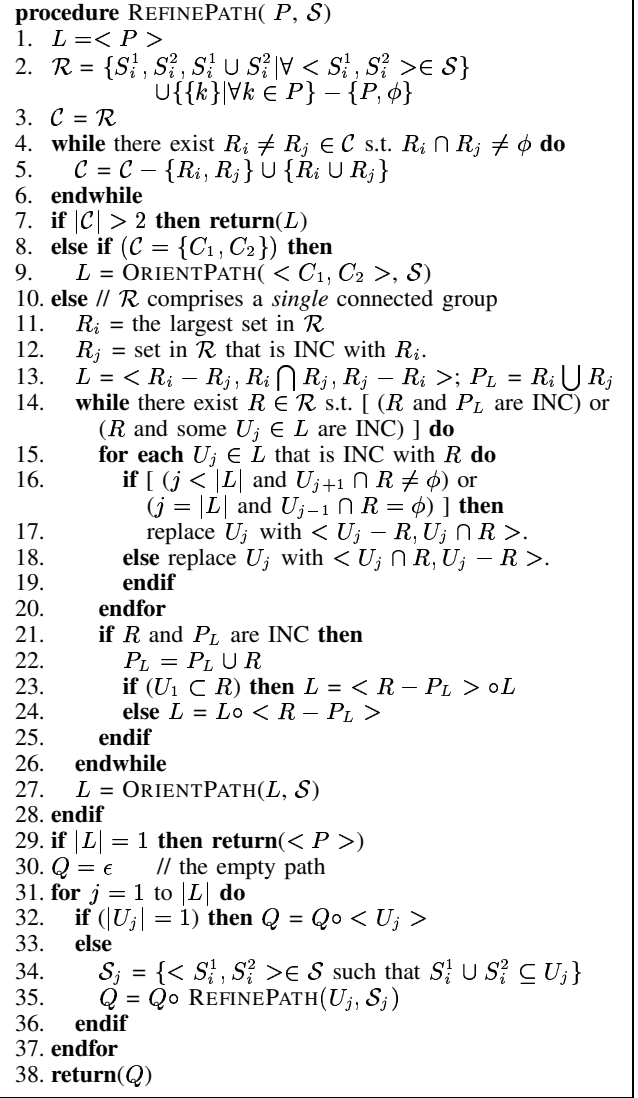 procedure REFINEPATH( P, 𝒮)
1. L =< P >
2. ℛ = {S_i^1, S_i^2, S_i^1 ∪ S_i^2|∀ < S_i^1, S_i^2 >∈ 𝒮}
∪{{k}|∀k ∈ P} − {P, ϕ}
3. 𝒞 = ℛ
4. while there exist R_i ≠ R_j ∈ 𝒞 s.t. R_i ∩ R_j ≠ ϕ do
5. 𝒞 = 𝒞 − {R_i, R_j} ∪ {R_i ∪ R_j}
6. endwhile
7. if |𝒞| > 2 then return(L)
8. else if (𝒞 = {C_1, C_2}) then
9. L = ORIENTPATH( < C_1, C_2 >, 𝒮)
10. else // ℛ comprises a single connected group
11. R_i = the largest set in ℛ
12. R_j = set in ℛ that is INC with R_i.
13. L = < R_i − R_j, R_i ⋂ R_j, R_j − R_i >; P_L = R_i ⋃ R_j
14. while there exist R ∈ ℛ s.t. [ (R and P_L are INC) or
(R and some U_j ∈ L are INC) ] do
15. for each U_j ∈ L that is INC with R do
16. if [ (j < |L| and U_{j+1} ∩ R ≠ ϕ) or
(j = |L| and U_{j−1} ∩ R = ϕ) ] then
17. replace U_j with < U_j − R, U_j ∩ R >.
18. else replace U_j with < U_j ∩ R, U_j − R >.
19. endif
20. endfor
21. if R and P_L are INC then
22. P_L = P_L ∪ R
23. if (U_1 ⊂ R) then L = < R − P_L > ∘L
24. else L = L∘ < R − P_L >
25. endif
26. endwhile
27. L = ORIENTPATH(L, 𝒮)
28. endif
29. if |L| = 1 then return(< P >)
30. Q = ϵ // the empty path
31. for j = 1 to |L| do
32. if (|U_j| = 1) then Q = Q∘ < U_j >
33. else
34. 𝒮_j = {< S_i^1, S_i^2 >∈ 𝒮 such that S_i^1 ∪ S_i^2 ⊆ U_j}
35. Q = Q∘ REFINEPATH(U_j, 𝒮_j)
36. endif
37. endfor
38. return(Q)